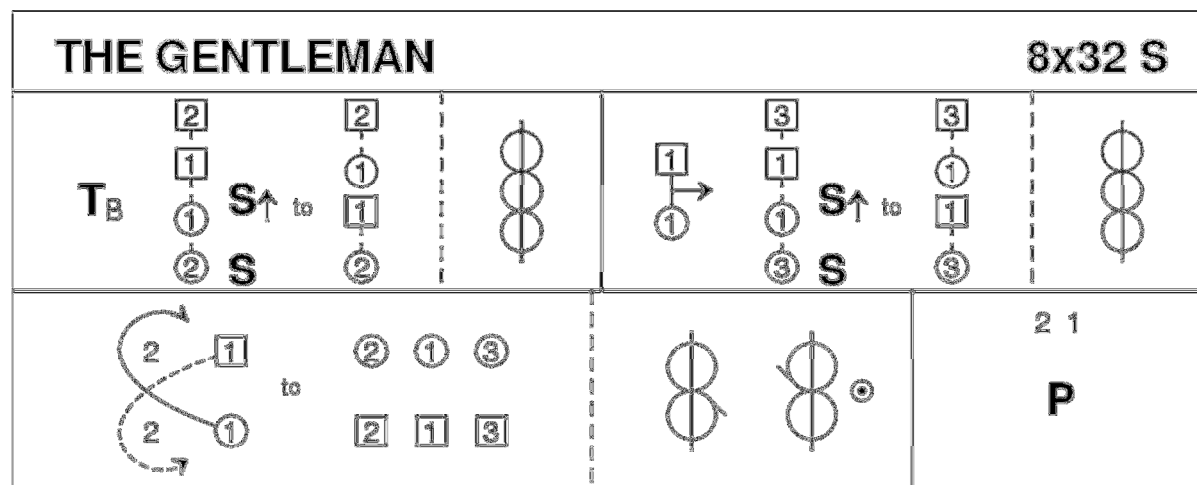 THE GENTLEMAN 8x32 S
2 2 3 3
1 1 1 1 1
T B 1 S to 1 1 1 S to 1
2 S 2 3 S 3
2 1 2 1 3 2 1
to
2 1 2 1 3 P